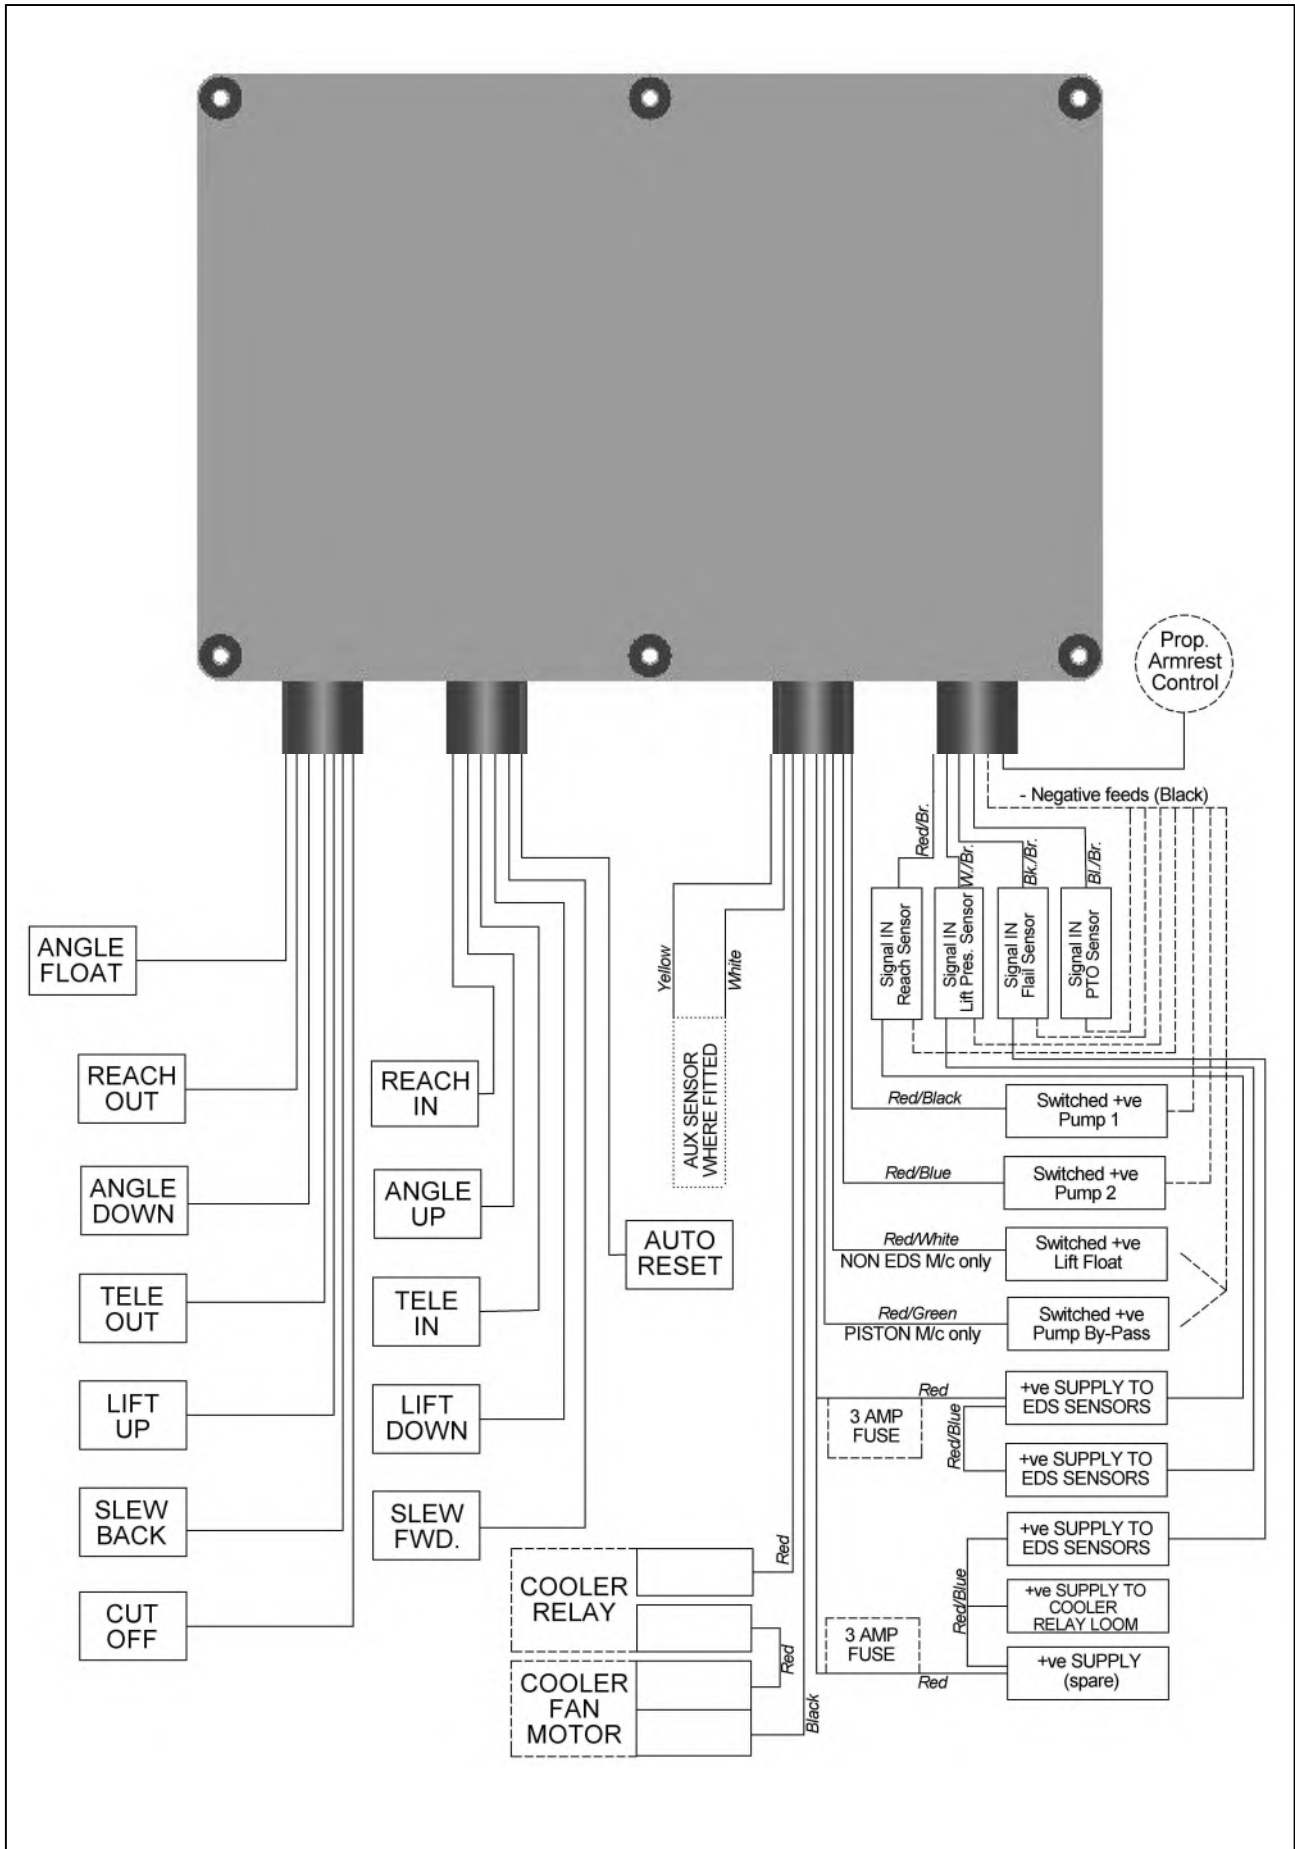 Prop.
Armrest
Control
- Negative feeds (Black)
Red/Br.
W./Br.
Bk./Br.
Bl./Br.
Signal IN
Reach Sensor
Signal IN
Lift Pres. Sensor
Signal IN
Flail Sensor
Signal IN
PTO Sensor
ANGLE
FLOAT
REACH
OUT
ANGLE
DOWN
TELE
OUT
LIFT
UP
SLEW
BACK
CUT
OFF
REACH
IN
ANGLE
UP
TELE
IN
LIFT
DOWN
SLEW
FWD.
AUTO
RESET
Yellow
White
AUX SENSOR
WHERE FITTED
Red/Black
Switched +ve
Pump 1
Red/Blue
Switched +ve
Pump 2
Red/White
NON EDS M/c only
Switched +ve
Lift Float
Red/Green
PISTON M/c only
Switched +ve
Pump By-Pass
Red
3 AMP
FUSE
Red/Blue
+ve SUPPLY TO
EDS SENSORS
+ve SUPPLY TO
EDS SENSORS
+ve SUPPLY TO
EDS SENSORS
Red/Blue
+ve SUPPLY TO
COOLER
RELAY LOOM
3 AMP
FUSE
Red
+ve SUPPLY
(spare)
COOLER
RELAY
Red
Red
COOLER
FAN
MOTOR
Black